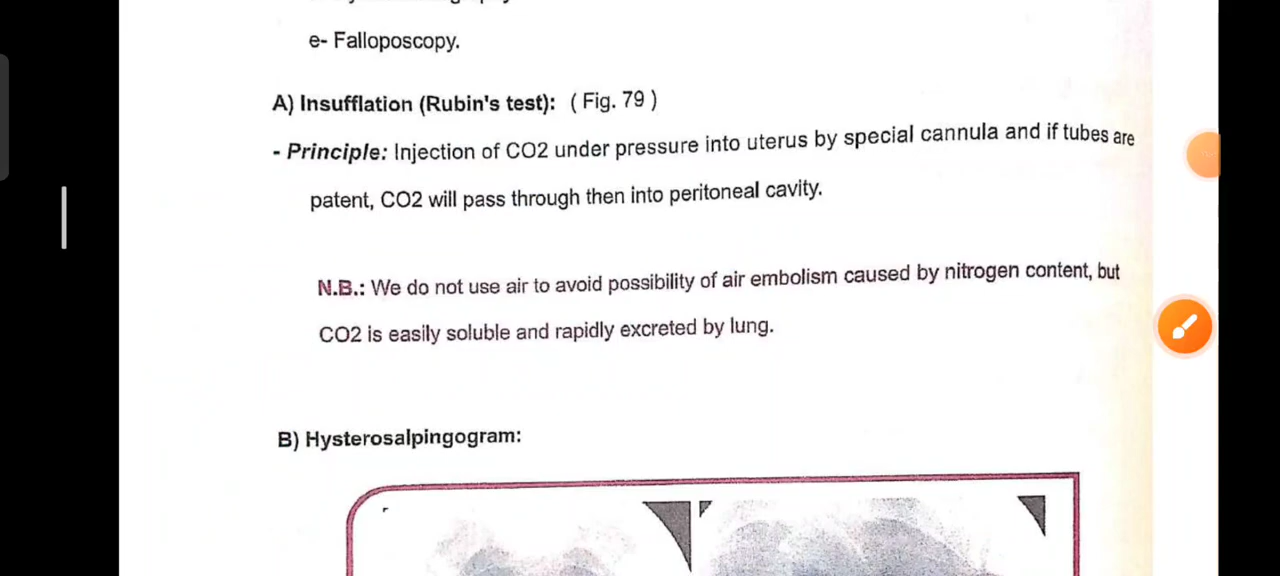 e- Falloposcopy.
A) Insufflation (Rubin's test): ( Fig. 79 )
- Principle: Injection of CO2 under pressure into uterus by special cannula and if tubes are
patent, CO2 will pass through then into peritoneal cavity.
N.B.: We do not use air to avoid possibility of air embolism caused by nitrogen content, but
CO2 is easily soluble and rapidly excreted by lung.
B) Hysterosalpingogram: